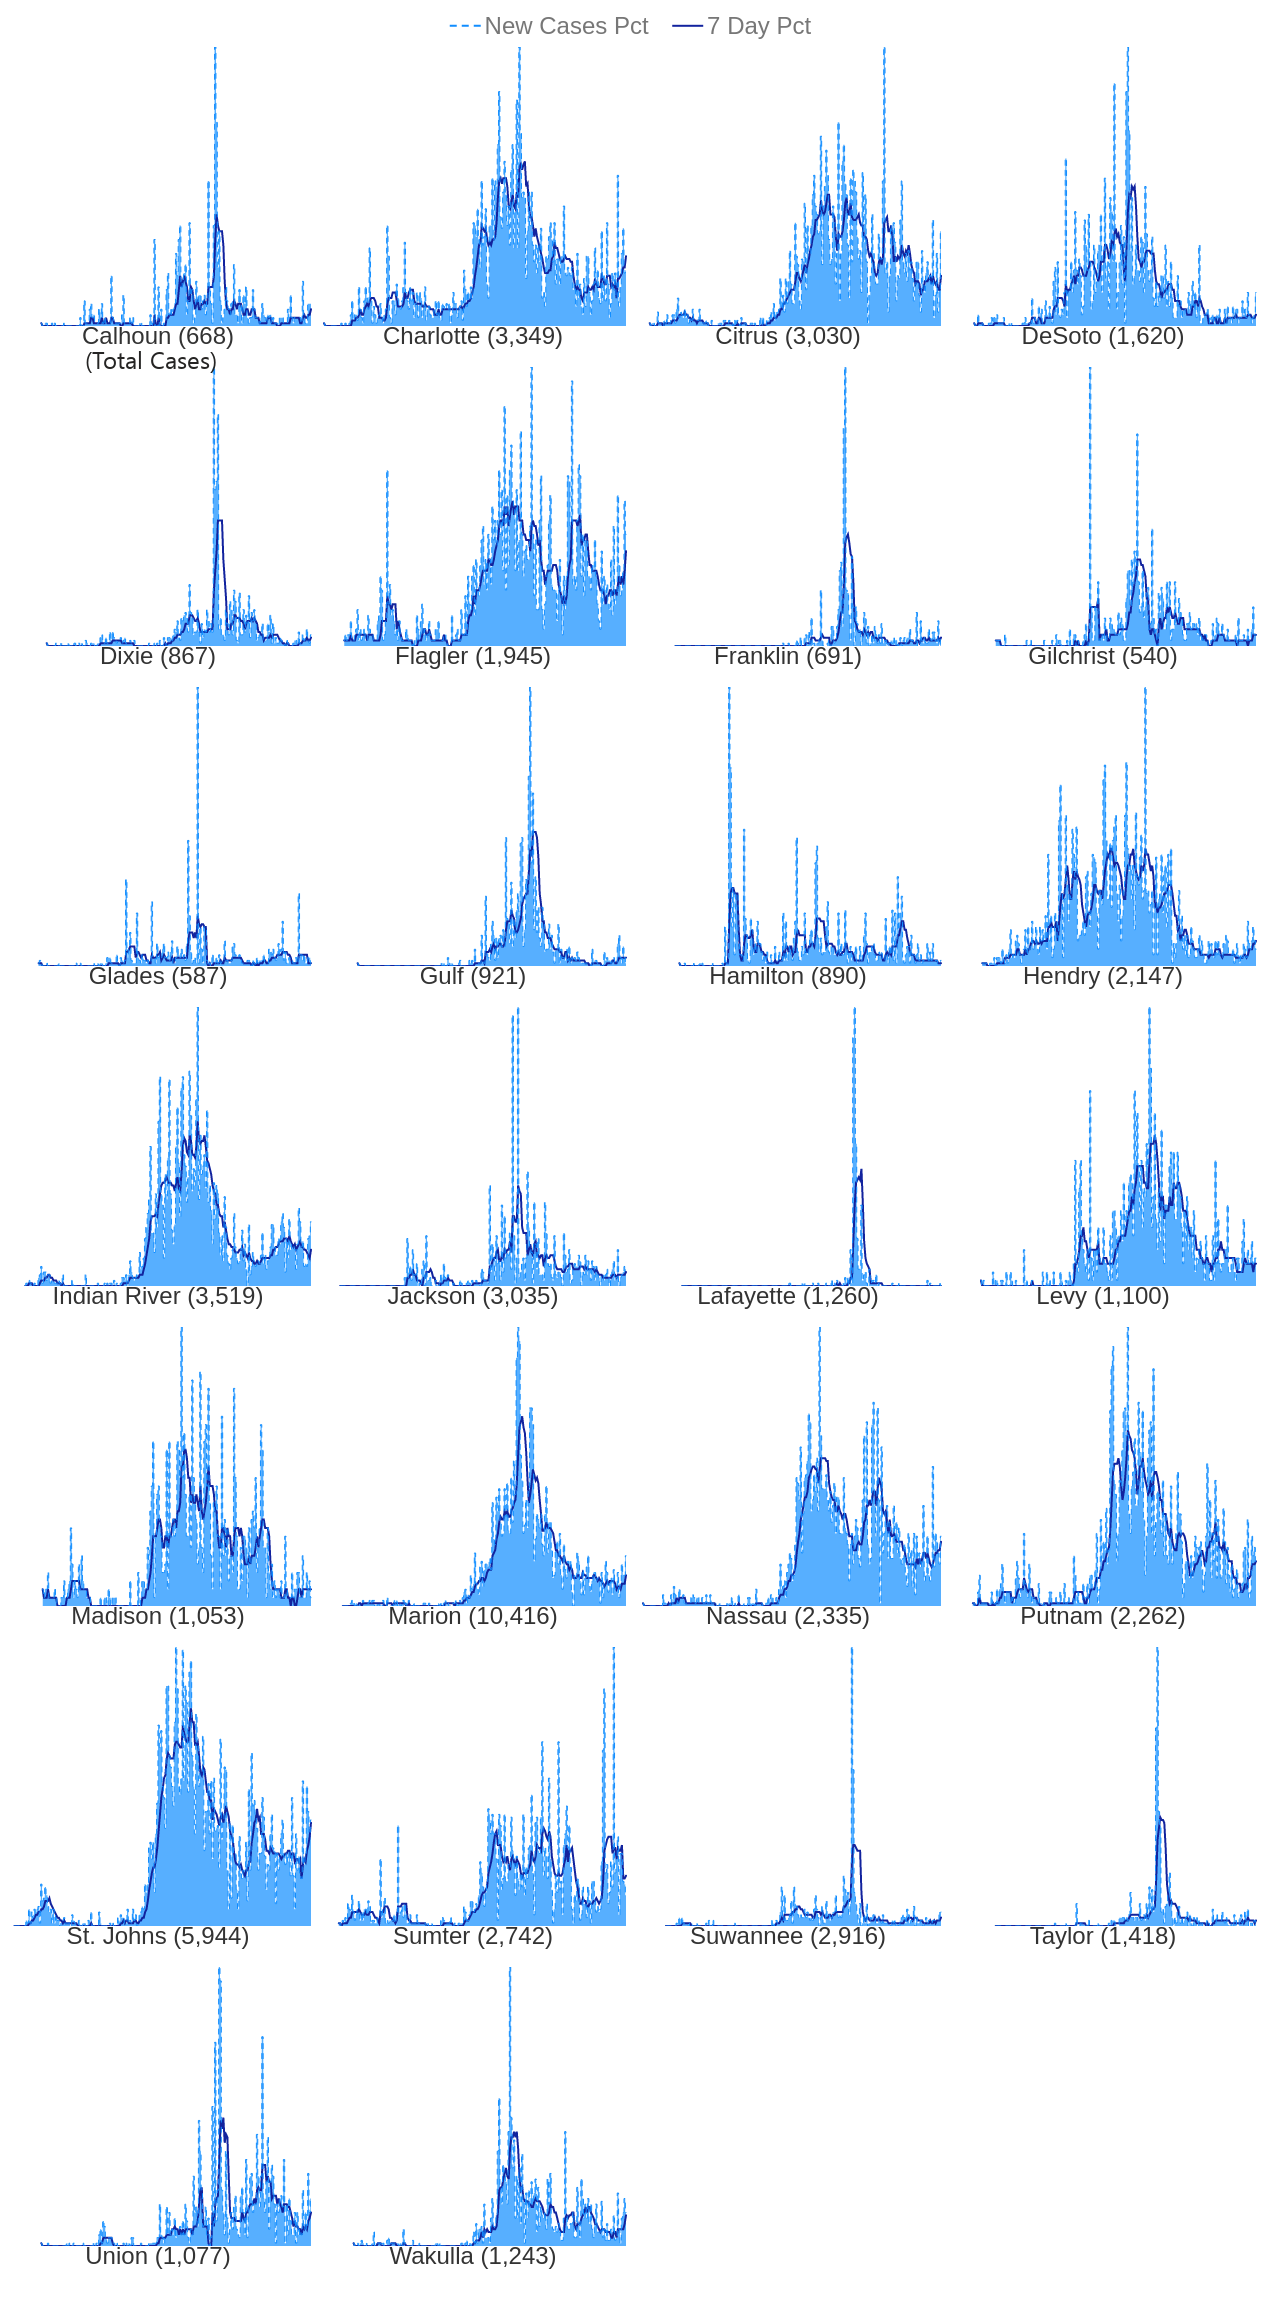 New Cases Pct 7 Day Pct
Calhoun (668) Charlotte (3,349) Citrus (3,030) DeSoto (1,620)
(Total Cases)
Dixie (867) Flagler (1,945) Franklin (691) Gilchrist (540)
Glades (587) Gulf (921) Hamilton (890) Hendry (2,147)
Indian River (3,519) Jackson (3,035) Lafayette (1,260) Levy (1,100)
Madison (1,053) Marion (10,416) Nassau (2,335) Putnam (2,262)
St. Johns (5,944) Sumter (2,742) Suwannee (2,916) Taylor (1,418)
Union (1,077) Wakulla (1,243)